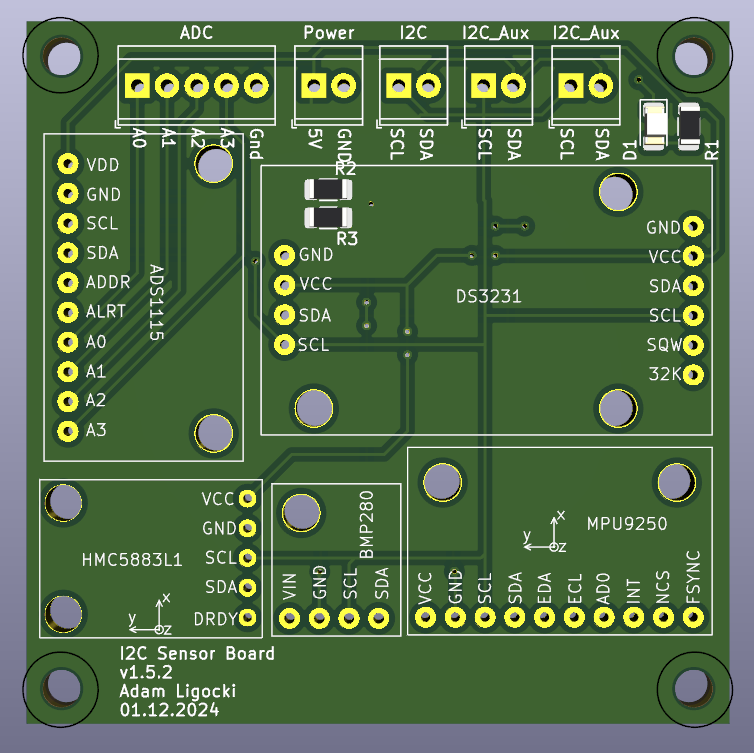 ADC Power I2C I2C_Aux I2C_Aux
A0 A1 A2 A3 Gnd 5V GND SCL SDA SCL SDA SCL SDA D1 R1
R2
R3
VDD
GND
SCL
SDA
ADDR
ALRT
A0
A1
A2
A3
ADS1115
GND
VCC
SDA
SCL
DS3231
GND
VCC
SDA
SCL
SQW
32K
VCC
GND
SCL
SDA
DRDY
HMC5883L1
x
y
z
BMP280
VIN GND SCL SDA
MPU9250
x
y
z
VCC GND SCL SDA EDA ECL AD0 INT NCS FSYNC
I2C Sensor Board
v1.5.2
Adam Ligocki
01.12.2024